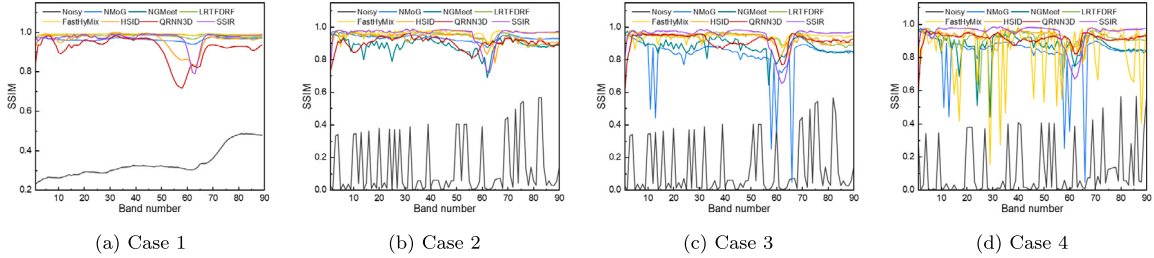 Noisy NMoG NGMeet LRTFDRF
FastHyMix HSID QRNN3D SSIR
SSIM
1.0
0.8
0.6
0.4
0.2
10 20 30 40 50 60 70 80 90
Band number
(a) Case 1
Noisy NMoG NGMeet LRTFDRF
FastHyMix HSID QRNN3D SSIR
SSIM
1.0
0.8
0.6
0.4
0.2
0.0
1 10 20 30 40 50 60 70 80 90
Band number
(b) Case 2
Noisy NMoG NGMeet LRTFDRF
FastHyMix HSID QRNN3D SSIR
SSIM
1.0
0.8
0.6
0.4
0.2
0.0
10 20 30 40 50 60 70 80 90
Band number
(c) Case 3
Noisy NMoG NGMeet LRTFDRF
FastHyMix HSID QRNN3D SSIR
SSIM
1.0
0.8
0.6
0.4
0.2
0.0
1 10 20 30 40 50 60 70 80 90
Band number
(d) Case 4